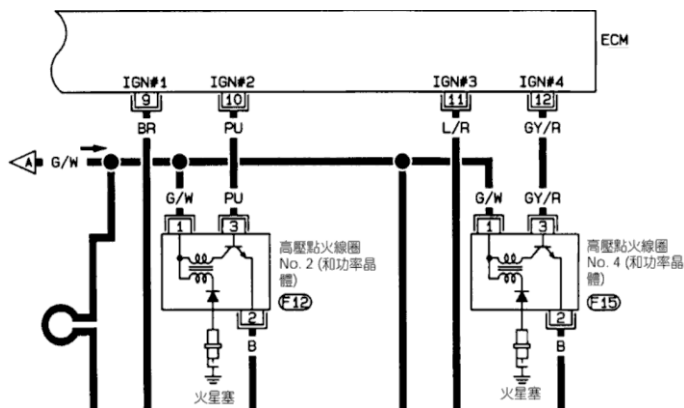 ECM
IGN#1 IGN#2 IGN#3 IGN#4
9 10 11 12
BR PU L/R GY/R
A G/W
G/W PU G/W GY/R
1 3 1 3
高壓點火線圈
No. 2 (和功率晶
體)
F12
高壓點火線圈
No. 4 (和功率晶
體)
F15
2 2
B B
火星塞 火星塞